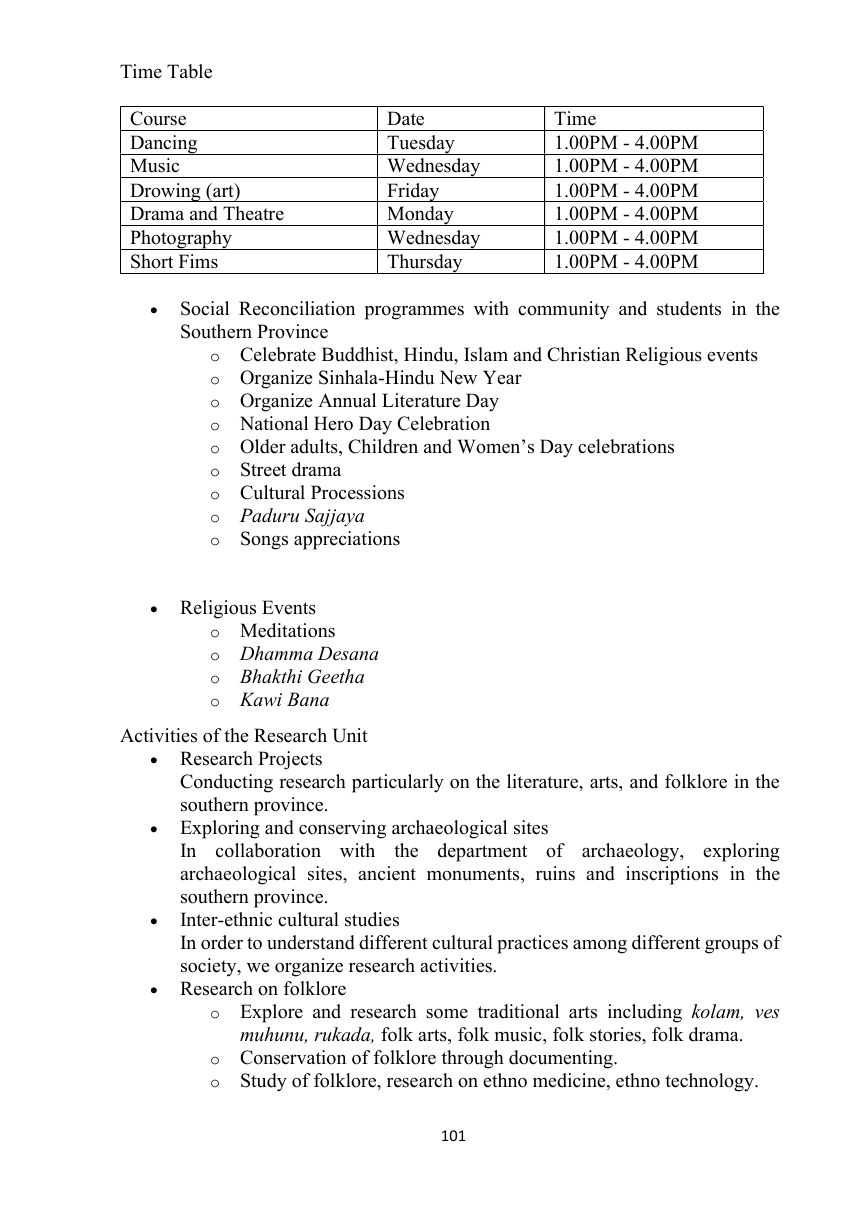 Time Table
Course Date Time
Dancing Tuesday 1.00PM - 4.00PM
Music Wednesday 1.00PM - 4.00PM
Drowing (art) Friday 1.00PM - 4.00PM
Drama and Theatre Monday 1.00PM - 4.00PM
Photography Wednesday 1.00PM - 4.00PM
Short Fims Thursday 1.00PM - 4.00PM
• Social Reconciliation programmes with community and students in the
Southern Province
o Celebrate Buddhist, Hindu, Islam and Christian Religious events
o Organize Sinhala-Hindu New Year
o Organize Annual Literature Day
o National Hero Day Celebration
o Older adults, Children and Women’s Day celebrations
o Street drama
o Cultural Processions
o Paduru Sajjaya
o Songs appreciations
• Religious Events
o Meditations
o Dhamma Desana
o Bhakthi Geetha
o Kawi Bana
Activities of the Research Unit
• Research Projects
Conducting research particularly on the literature, arts, and folklore in the
southern province.
• Exploring and conserving archaeological sites
In collaboration with the department of archaeology, exploring
archaeological sites, ancient monuments, ruins and inscriptions in the
southern province.
• Inter-ethnic cultural studies
In order to understand different cultural practices among different groups of
society, we organize research activities.
• Research on folklore
o Explore and research some traditional arts including kolam, ves
muhunu, rukada, folk arts, folk music, folk stories, folk drama.
o Conservation of folklore through documenting.
o Study of folklore, research on ethno medicine, ethno technology.
101